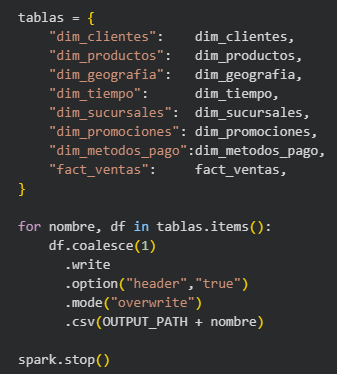 tablas = {
    "dim_clientes":    dim_clientes,
    "dim_productos":   dim_productos,
    "dim_geografia":   dim_geografia,
    "dim_tiempo":      dim_tiempo,
    "dim_sucursales":  dim_sucursales,
    "dim_promociones": dim_promociones,
    "dim_metodos_pago":dim_metodos_pago,
    "fact_ventas":     fact_ventas,
}

for nombre, df in tablas.items():
    df.coalesce(1)
      .write
      .option("header","true")
      .mode("overwrite")
      .csv(OUTPUT_PATH + nombre)

spark.stop()